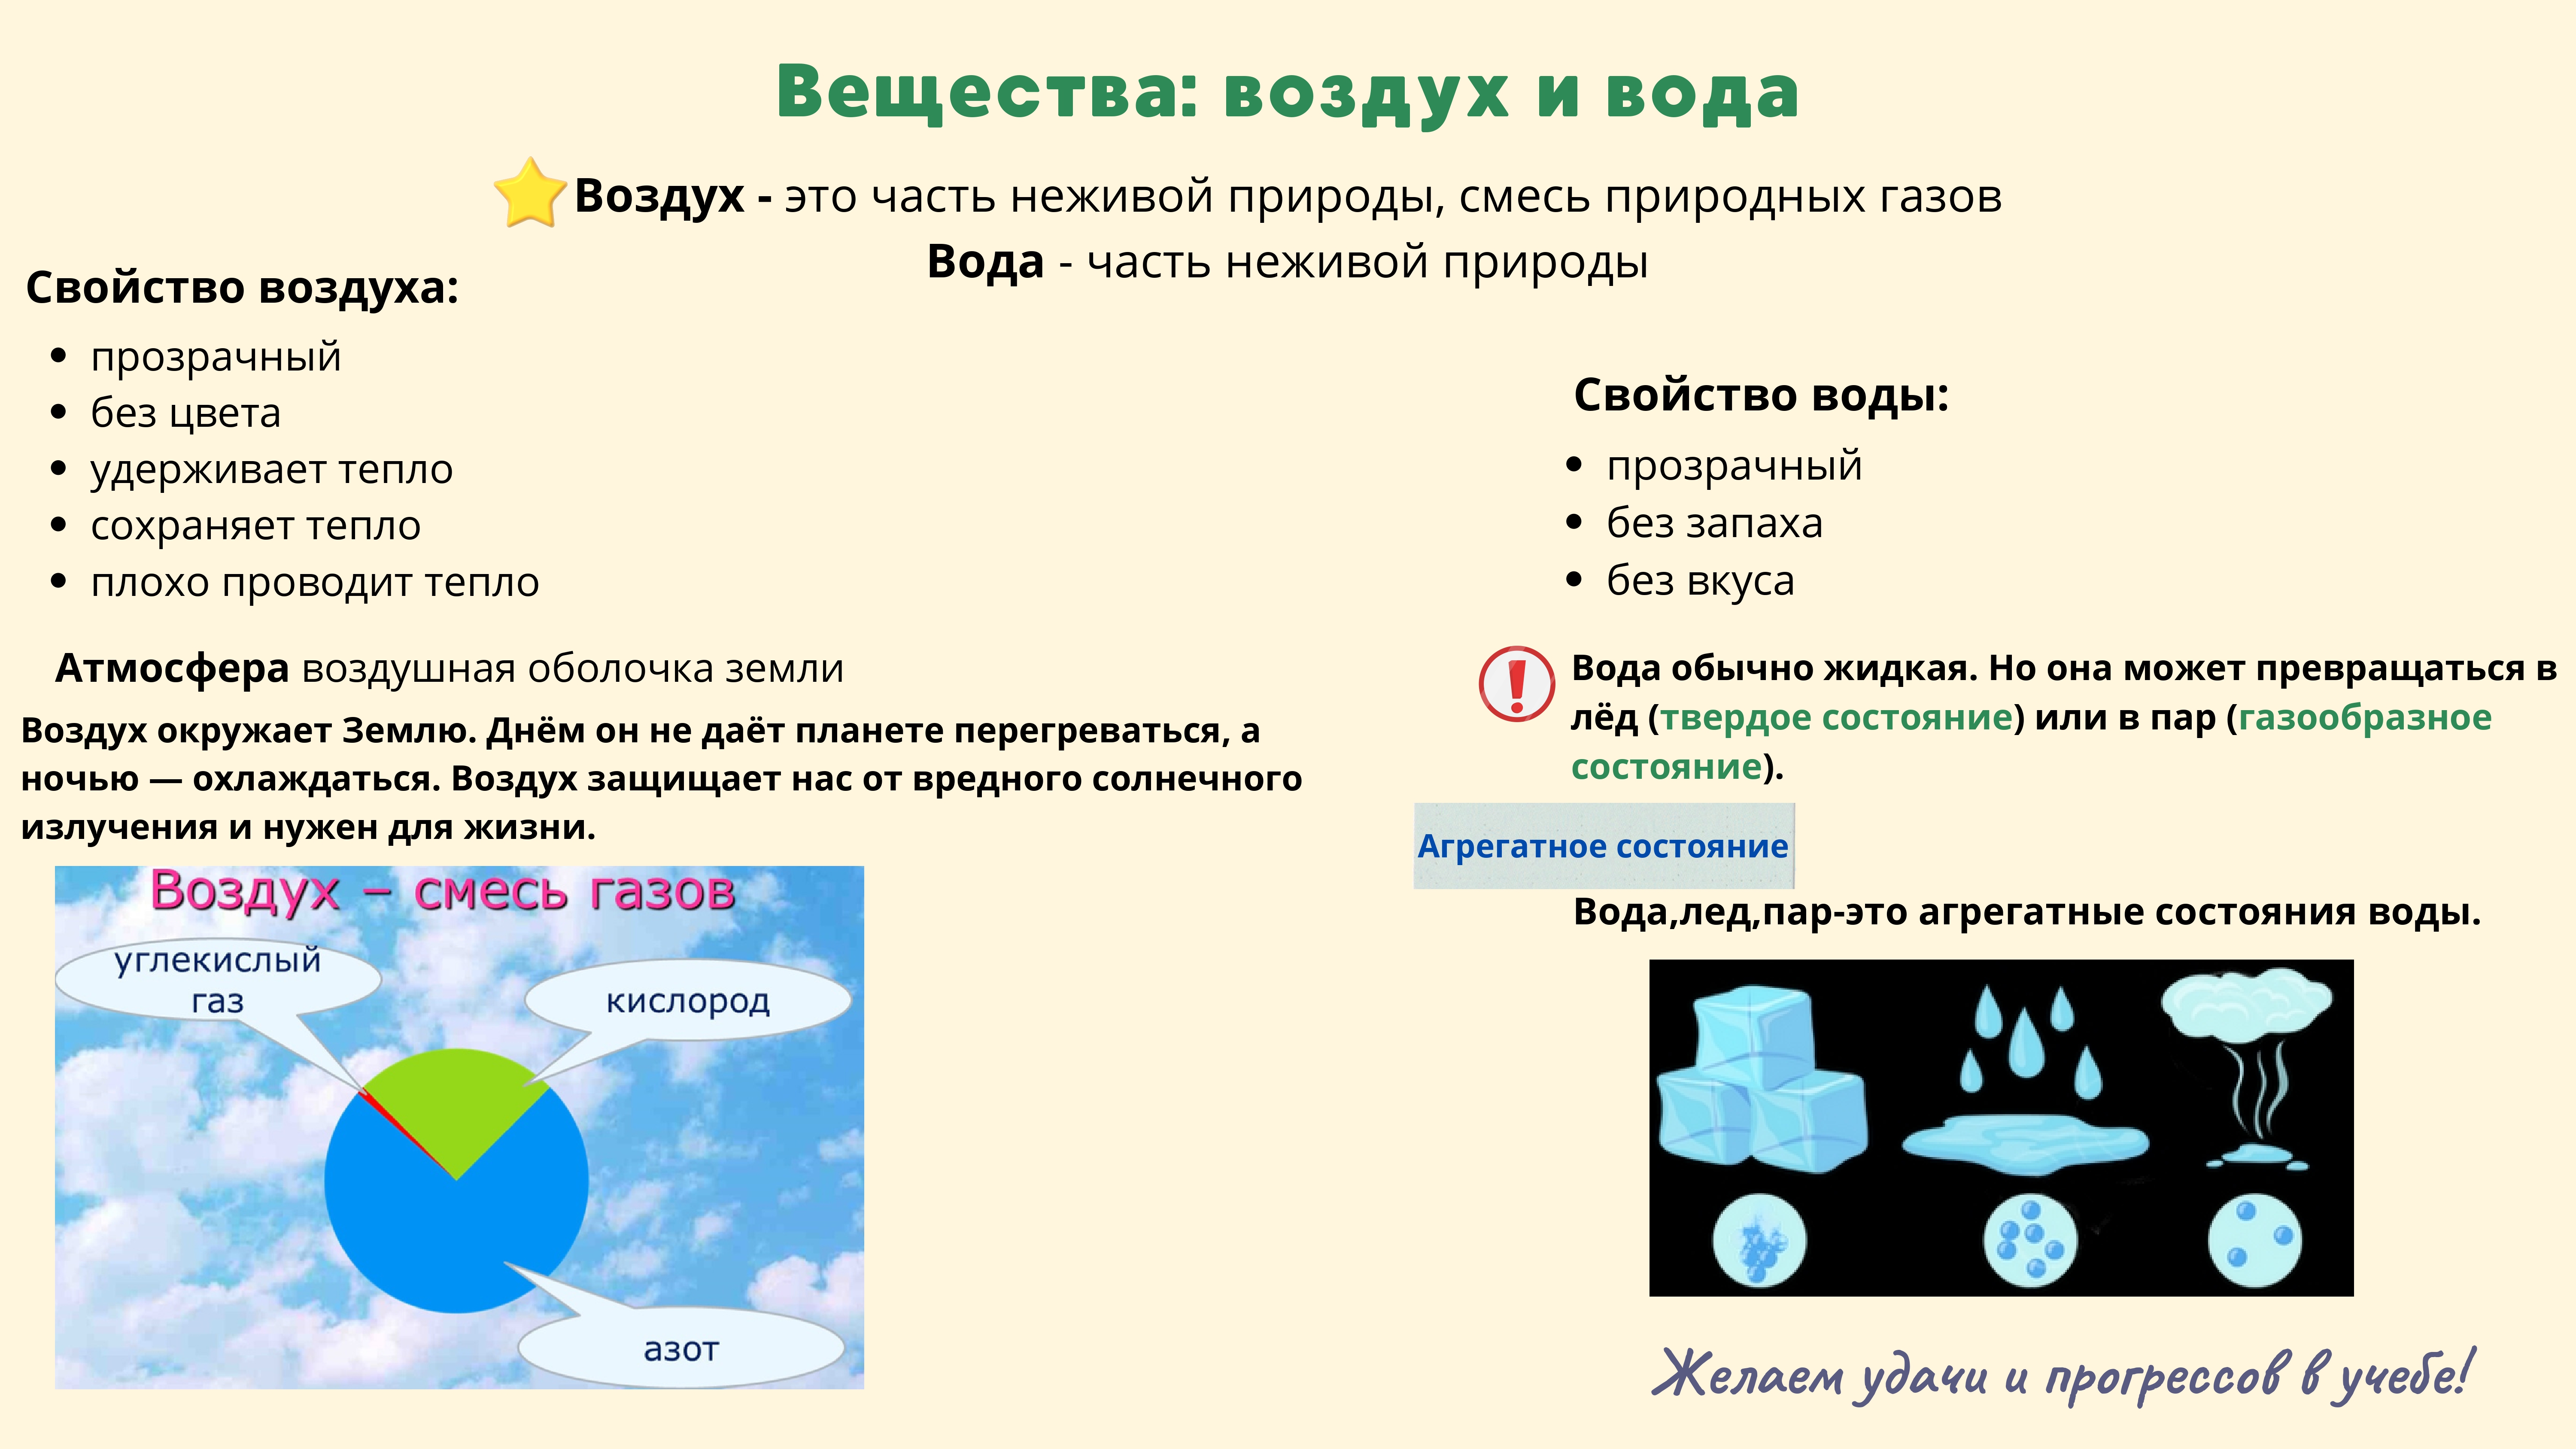 Вещества: воздух и вода
Воздух - это часть неживой природы, смесь природных газов
Вода - часть неживой природы
Свойство воздуха:
прозрачный
без цвета
удерживает тепло
сохраняет тепло
плохо проводит тепло
Атмосфера воздушная оболочка земли
Воздух окружает Землю. Днём он не даёт планете перегреваться, а
ночью — охлаждаться. Воздух защищает нас от вредного солнечного
излучения и нужен для жизни.
Воздух – смесь газов
углекислый
газ
кислород
азот
Свойство воды:
прозрачный
без запаха
без вкуса
Вода обычно жидкая. Но она может превращаться в
лёд (твердое состояние) или в пар (газообразное
состояние).
Агрегатное состояние
Вода,лед,пар-это агрегатные состояния воды.
Желаем удачи и прогрессов в учебе!